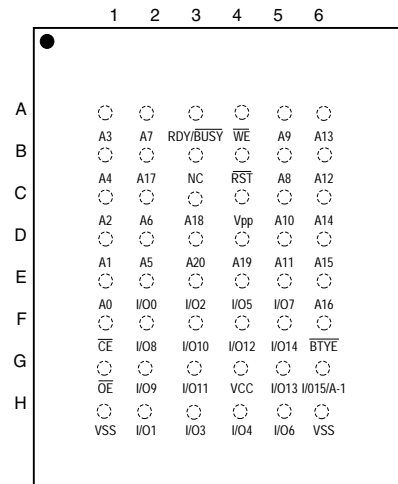 1 2 3 4 5 6
A
A3 A7 RDY/BUSY WE A9 A13
B
A4 A17 NC RST A8 A12
C
A2 A6 A18 Vpp A10 A14
D
A1 A5 A20 A19 A11 A15
E
A0 I/O0 I/O2 I/O5 I/O7 A16
F
CE I/O8 I/O10 I/O12 I/O14 BTYE
G
OE I/O9 I/O11 VCC I/O13 I/015/A-1
H
VSS I/O1 I/O3 I/O4 I/O6 VSS